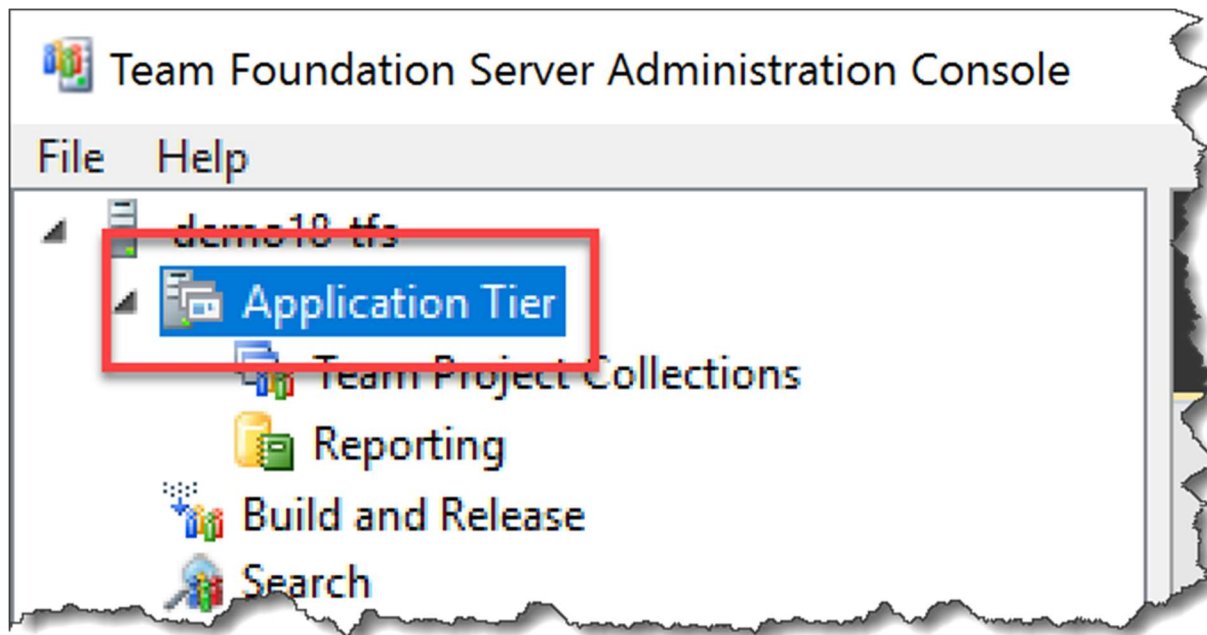 Team Foundation Server Administration Console
File Help
demo18-tfs
Application Tier
Team Project Collections
Reporting
Build and Release
Search